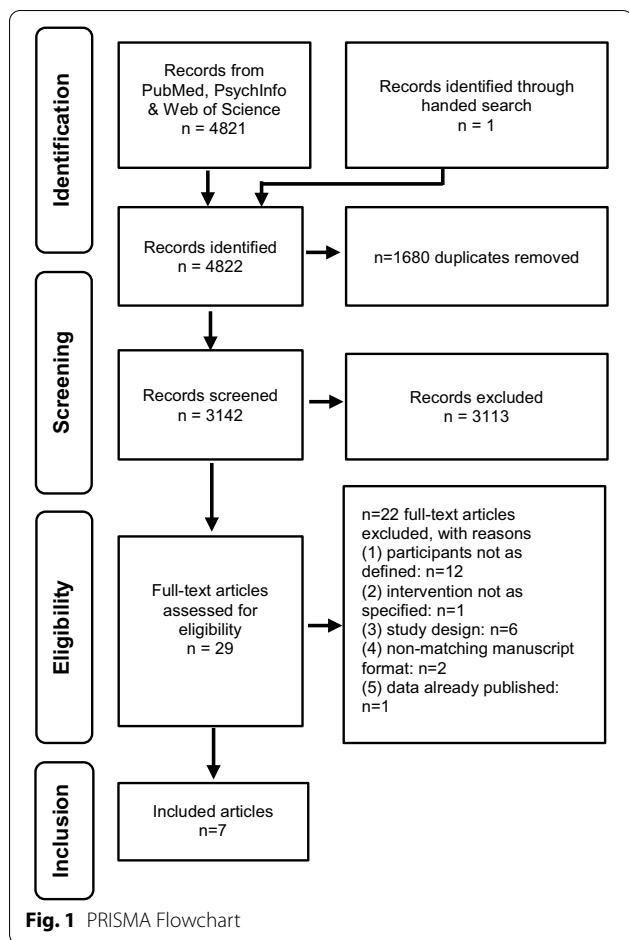 Identification
Records from
PubMed, PsychInfo
& Web of Science
n = 4821
Records identified through
handed search
n = 1
Records identified
n = 4822
n=1680 duplicates removed
Screening
Records screened
n = 3142
Records excluded
n = 3113
Eligibility
Full-text articles
assessed for
eligibility
n = 29
n=22 full-text articles
excluded, with reasons
(1) participants not as
defined: n=12
(2) intervention not as
specified: n=1
(3) study design: n=6
(4) non-matching manuscript
format: n=2
(5) data already published:
n=1
Inclusion
Included articles
n=7
Fig. 1 PRISMA Flowchart